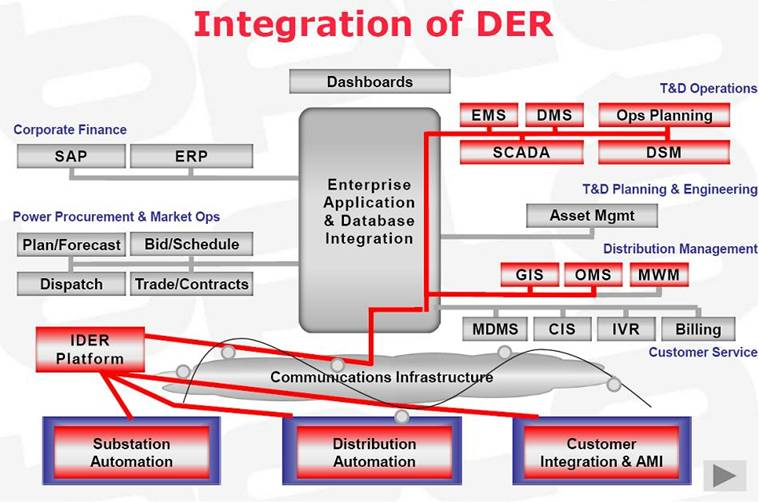 Integration of DER
Dashboards
T&D Operations
EMS
DMS
Ops Planning
SCADA
DSM
Corporate Finance
SAP
ERP
Enterprise
Application
& Database
Integration
T&D Planning & Engineering
Asset Mgmt
Power Procurement & Market Ops
Plan/Forecast
Bid/Schedule
Dispatch
Trade/Contracts
Distribution Management
GIS
OMS
MWM
MDMS
CIS
IVR
Billing
Customer Service
IDER
Platform
Communications Infrastructure
Substation
Automation
Distribution
Automation
Customer
Integration & AMI